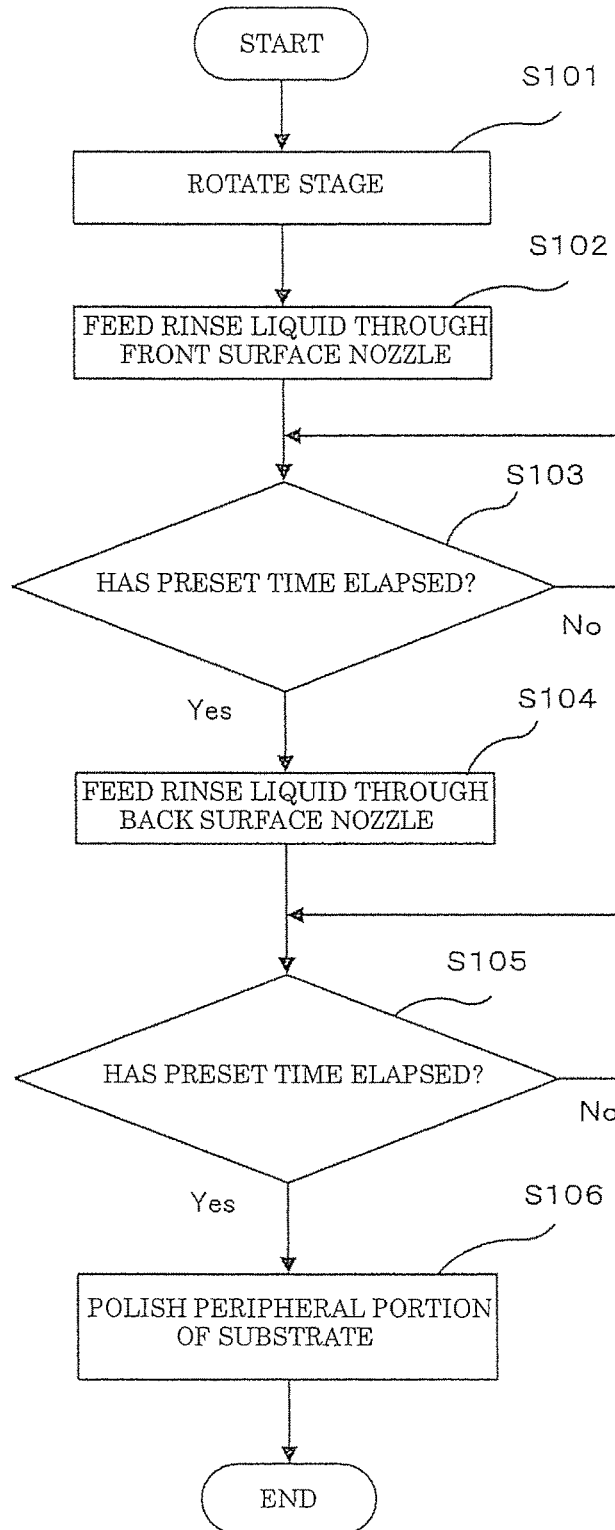 START
S101
ROTATE STAGE
S102
FEED RINSE LIQUID THROUGH
FRONT SURFACE NOZZLE
S103
HAS PRESET TIME ELAPSED?
No
Yes
S104
FEED RINSE LIQUID THROUGH
BACK SURFACE NOZZLE
S105
HAS PRESET TIME ELAPSED?
No
Yes
S106
POLISH PERIPHERAL PORTION
OF SUBSTRATE
END